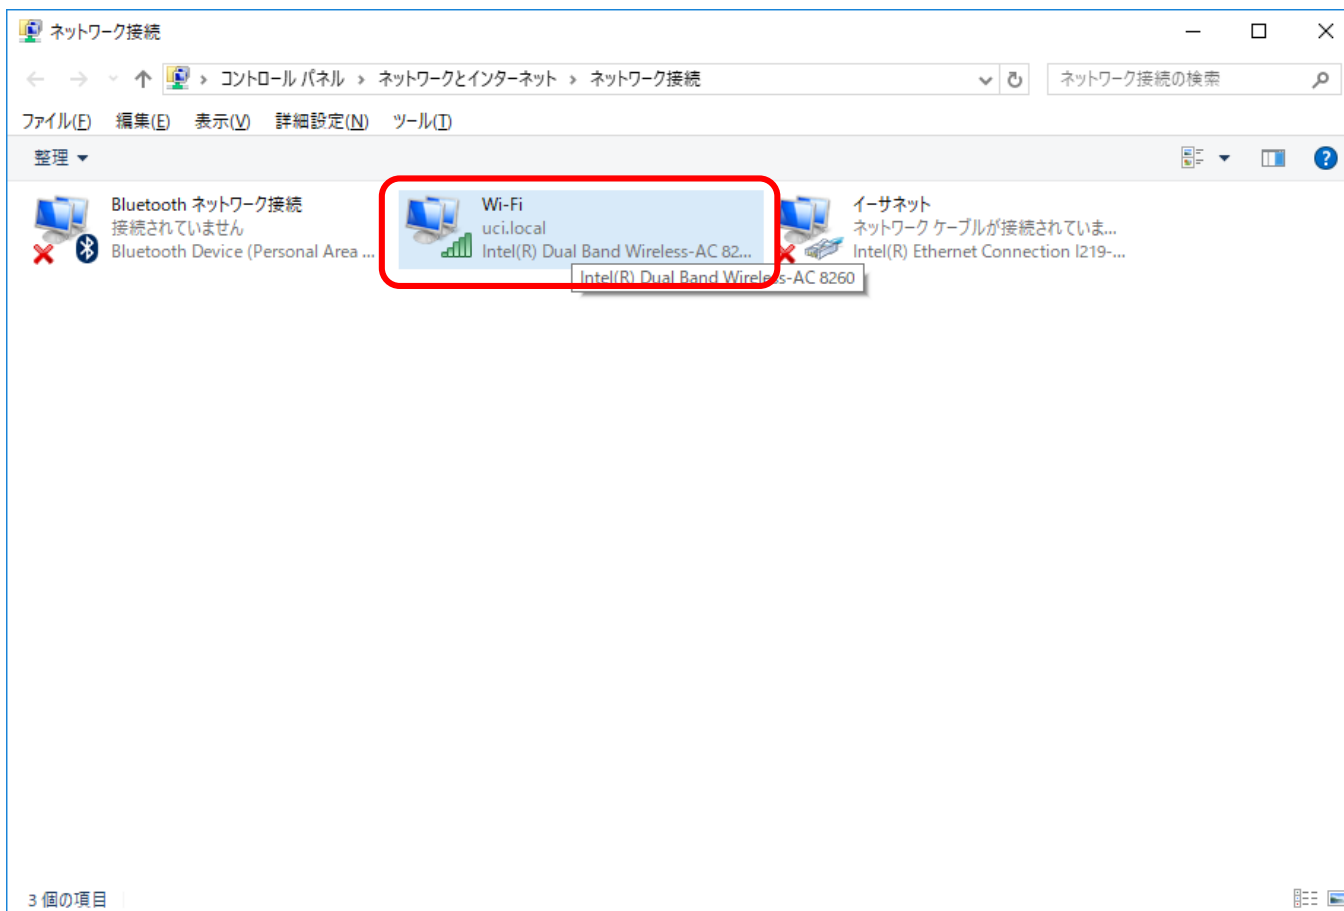 ネットワーク接続
コントロール パネル › ネットワークとインターネット › ネットワーク接続
ネットワーク接続の検索
ファイル(F) 編集(E) 表示(V) 詳細設定(N) ツール(T)
整理
Bluetooth ネットワーク接続
接続されていません
Bluetooth Device (Personal Area ...
Wi-Fi
uci.local
Intel(R) Dual Band Wireless-AC 82...
Intel(R) Dual Band Wireless-AC 8260
イーサネット
ネットワーク ケーブルが接続されていま...
Intel(R) Ethernet Connection I219-...
3 個の項目